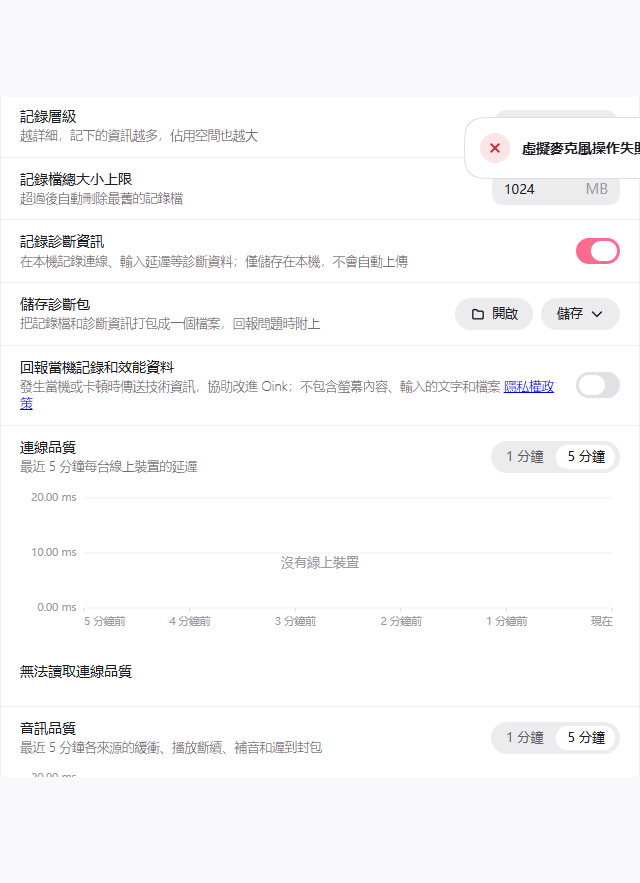 記錄層級
越詳細，記下的資訊越多，佔用空間也越大
虛擬麥克風操作失
記錄檔總大小上限
超過後自動刪除最舊的記錄檔
1024 MB
記錄診斷資訊
在本機記錄連線、輸入延遲等診斷資料；僅儲存在本機，不會自動上傳
儲存診斷包
把記錄檔和診斷資訊打包成一個檔案，回報問題時附上
開啟 儲存
回報當機記錄和效能資料
發生當機或卡頓時傳送技術資訊，協助改進 Oink；不包含螢幕內容、輸入的文字和檔案 隱私權政
策
連線品質
最近 5 分鐘每台線上裝置的延遲
1 分鐘 5 分鐘
20.00 ms
10.00 ms
沒有線上裝置
0.00 ms
5 分鐘前 4 分鐘前 3 分鐘前 2 分鐘前 1 分鐘前 現在
無法讀取連線品質
音訊品質
最近 5 分鐘各來源的緩衝、播放斷續、補音和遲到封包
1 分鐘 5 分鐘
20.00 ms